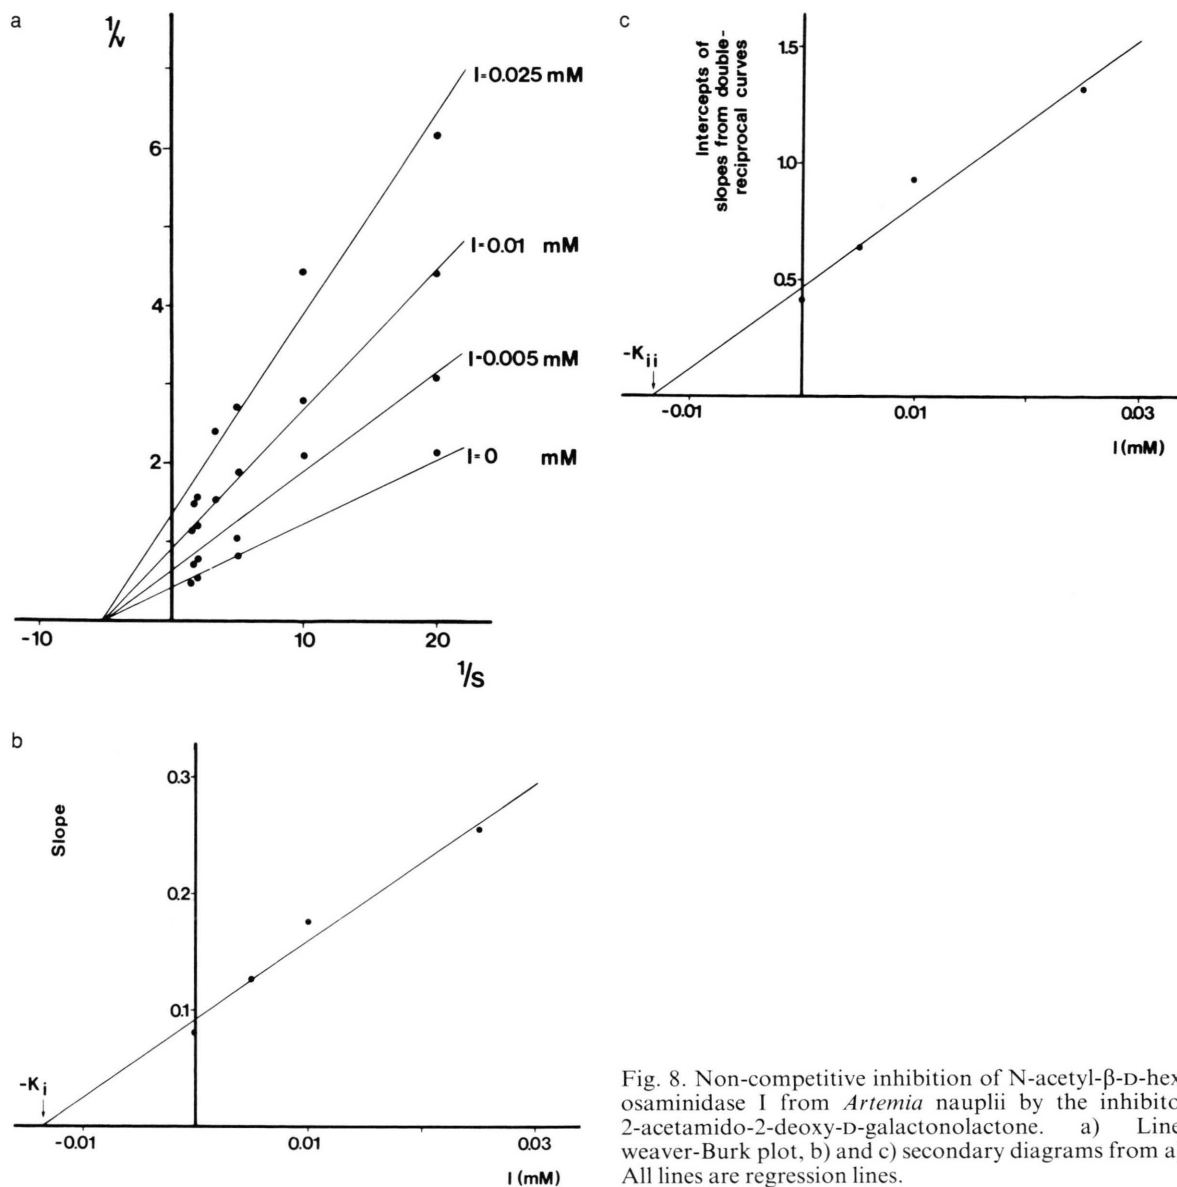 a
1/v
I=0.025 mM
6
I=0.01 mM
4
I=0.005 mM
2
I=0 mM
-10
10
20
1/s
c
Intercepts of
slopes from double-
reciprocal curves
1.5
1.0
0.5
-Kii
-0.01
0.01
0.03
I (mM)
b
Slope
0.3
0.2
0.1
-Ki
-0.01
0.01
0.03
I (mM)
Fig. 8. Non-competitive inhibition of N-acetyl-β-D-hex
osaminidase I from Artemia nauplii by the inhibito
2-acetamido-2-deoxy-D-galactonolactone. a) Line
weaver-Burk plot, b) and c) secondary diagrams from a
All lines are regression lines.